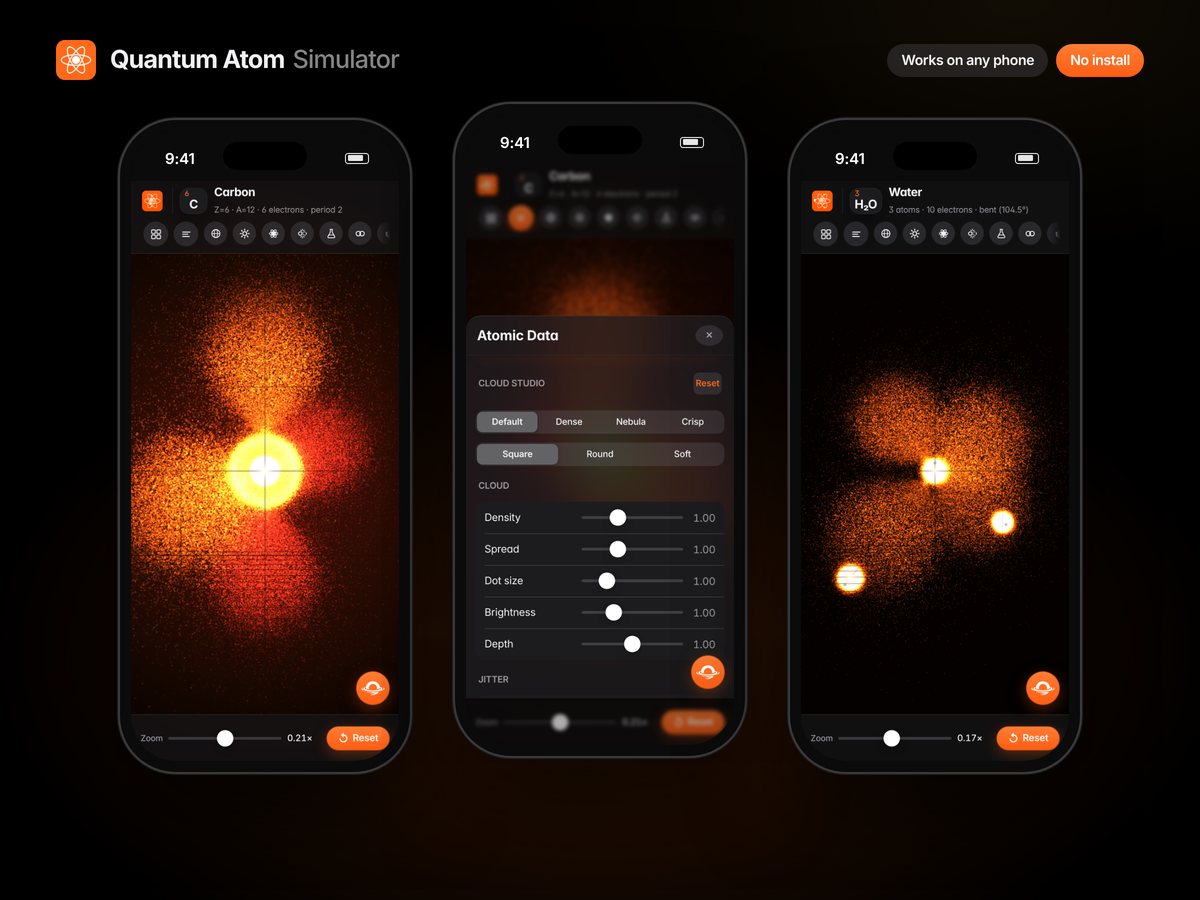 Quantum Atom Simulator
Works on any phone
No install
9:41
6
C
Carbon
Z=6 · A=12 · 6 electrons · period 2
Zoom
0.21×
Reset
9:41
Carbon
Atomic Data
×
CLOUD STUDIO
Reset
Default
Dense
Nebula
Crisp
Square
Round
Soft
CLOUD
Density
1.00
Spread
1.00
Dot size
1.00
Brightness
1.00
Depth
1.00
JITTER
9:41
3
H₂O
Water
3 atoms · 10 electrons · bent (104.5°)
Zoom
0.17×
Reset